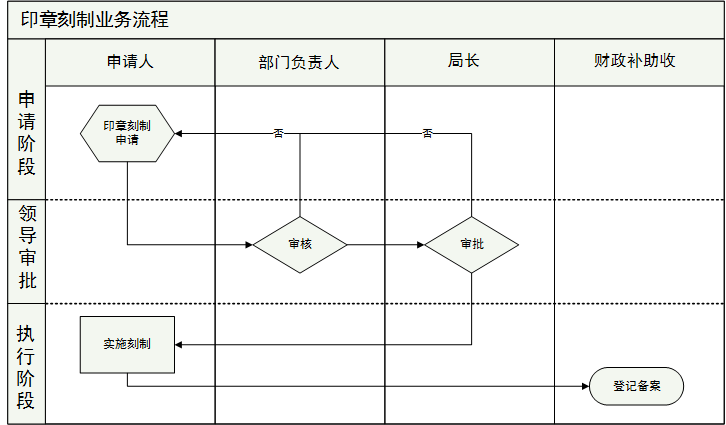 印章刻制业务流程
申请人
部门负责人
局长
财政补助收
申请阶段
印章刻制
申请
否
否
领导审批
审核
审批
执行阶段
实施刻制
登记备案